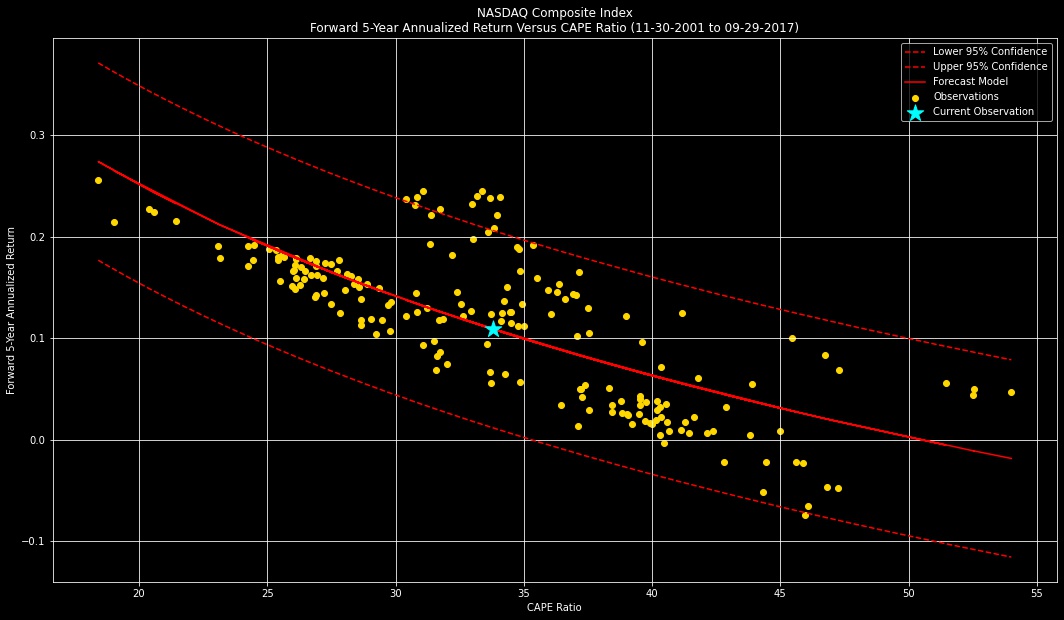 NASDAQ Composite Index
Forward 5-Year Annualized Return Versus CAPE Ratio (11-30-2001 to 09-29-2017)
Lower 95% Confidence
Upper 95% Confidence
Forecast Model
Observations
Current Observation
Forward 5-Year Annualized Return
0.3
0.2
0.1
0.0
−0.1
20 25 30 35 40 45 50 55
CAPE Ratio